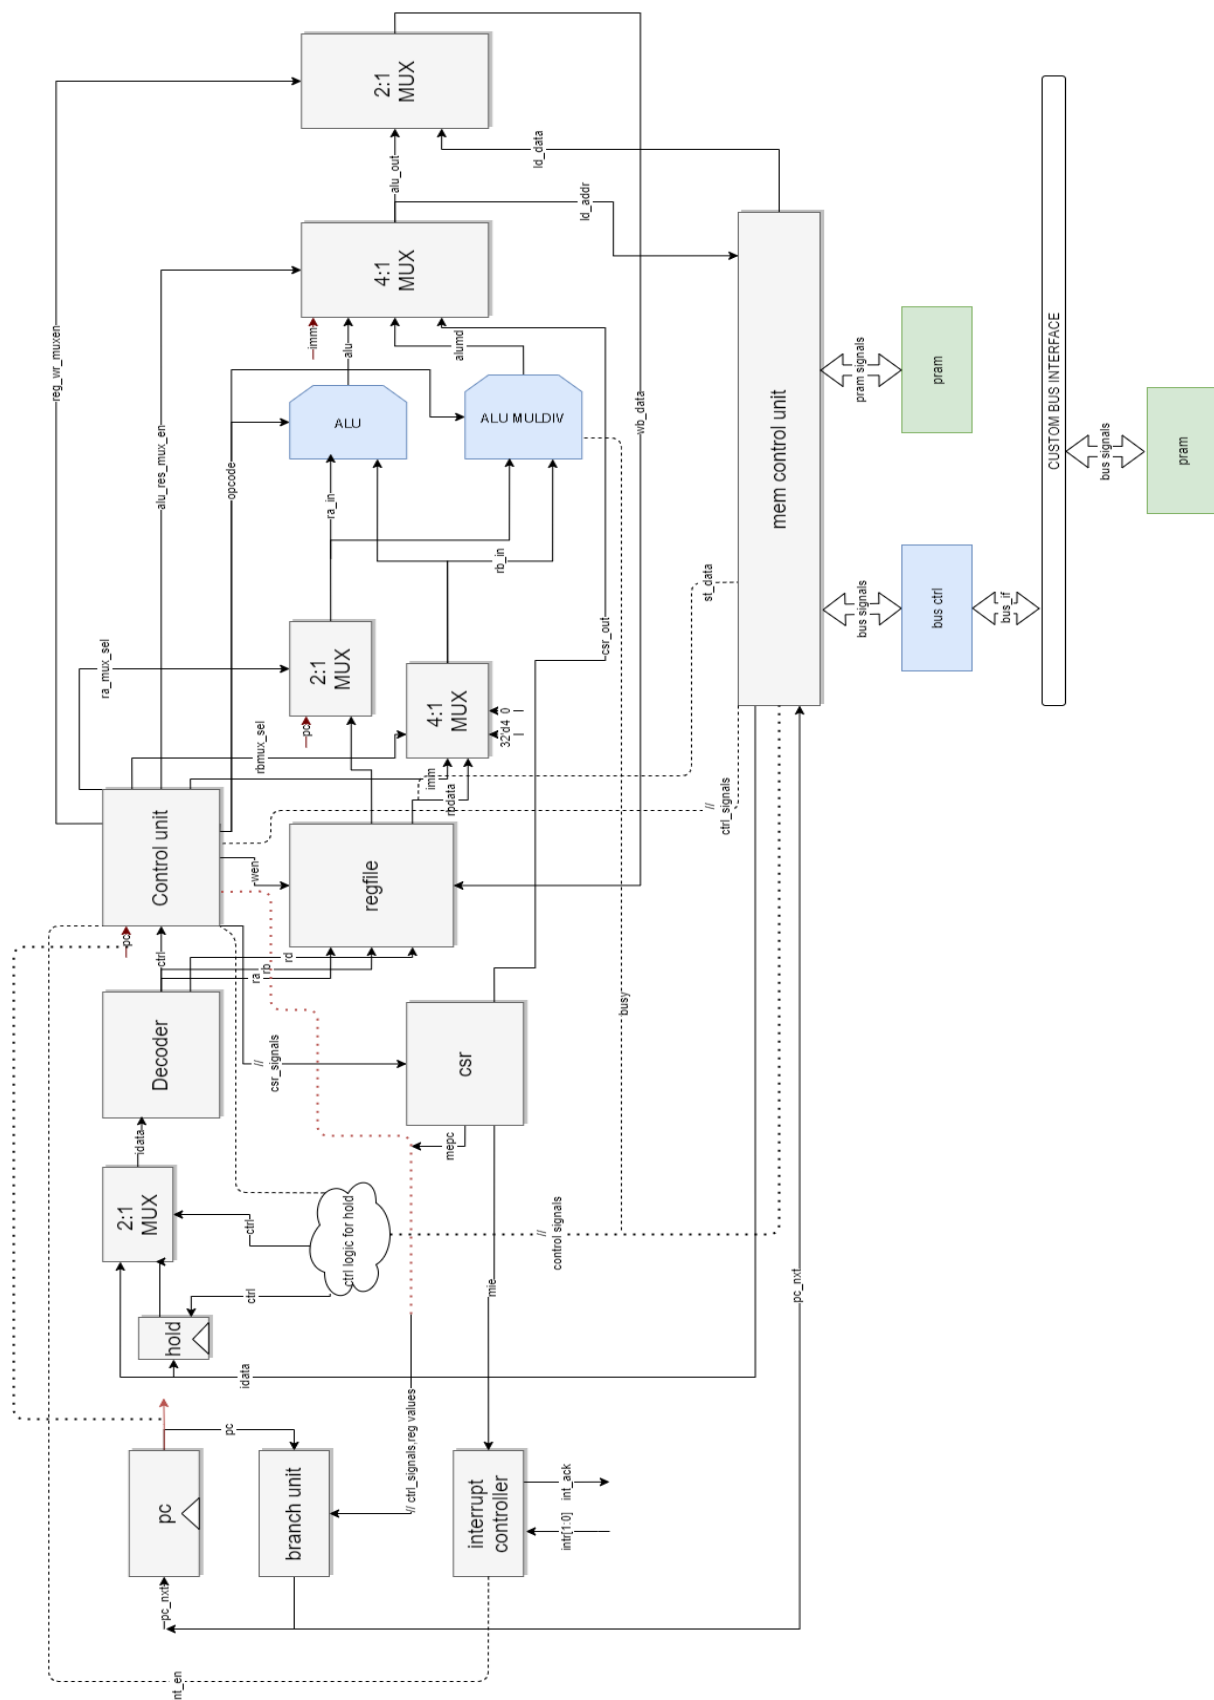 2:1
MUX
reg_wr_muxen
alu_out
ld_data
ld_addr
4:1
MUX
imm
alu
alumd
alu_res_mux_en
opcode
ALU
ALU MULDIV
wb_data
mem control unit
pram signals
pram
CUSTOM BUS INTERFACE
bus signals
pram
ra_in
rb_in
st_data
bus signals
bus ctrl
bus_if
ra_mux_sel
2:1
MUX
pc
csr_out
4:1
MUX
32'd4
0
rbmux_sel
imm
rbdata
//
ctrl_signals
Control unit
wen
regfile
pc
ctrl
ra
rb
rd
Decoder
//
csr_signals
csr
busy
idata
mepc
2:1
MUX
ctrl
ctrl logic for hold
//
control signals
ctrl
mie
pc_nxt
hold
idata
pc
// ctrl_signals,reg values
pc
branch unit
interrupt
controller
int_ack
intr[1:0]
pc_nxt
nt_en